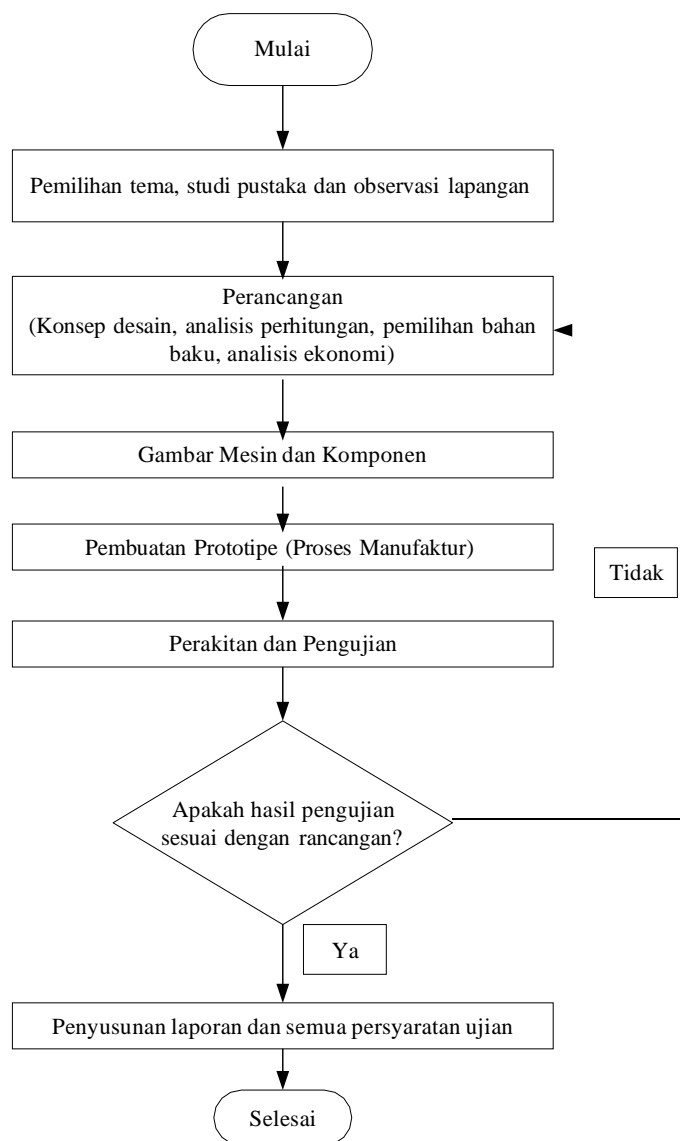 Mulai
Pemilihan tema, studi pustaka dan observasi lapangan
Perancangan
(Konsep desain, analisis perhitungan, pemilihan bahan
baku, analisis ekonomi)
Gambar Mesin dan Komponen
Pembuatan Prototipe (Proses Manufaktur)
Tidak
Perakitan dan Pengujian
Apakah hasil pengujian
sesuai dengan rancangan?
Ya
Penyusunan laporan dan semua persyaratan ujian
Selesai